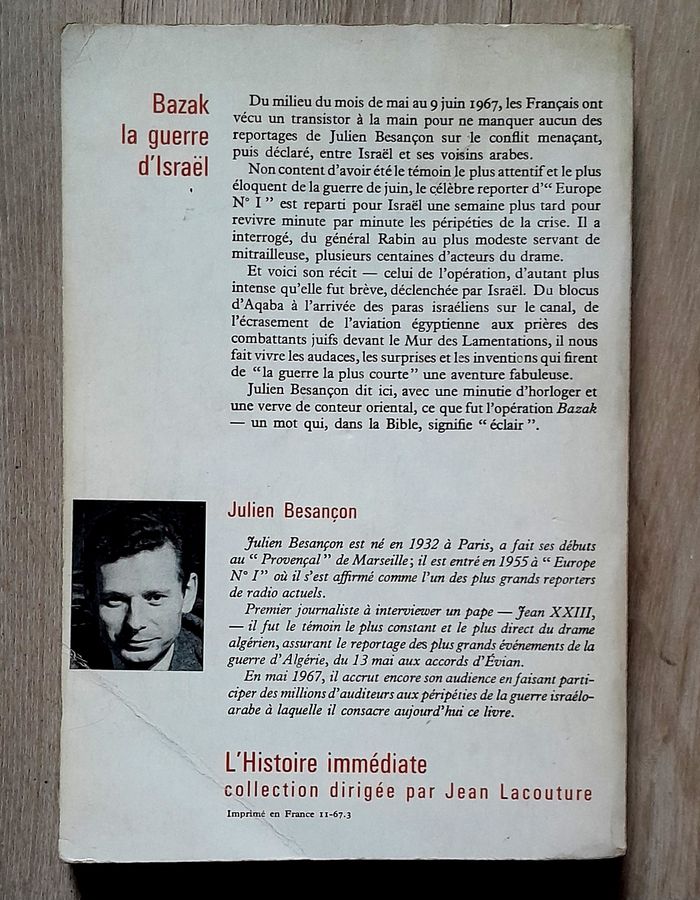 Bazak
la guerre
d'Israël
Du milieu du mois de mai au 9 juin 1967, les Français ont
vécu un transistor à la main pour ne manquer aucun des
reportages de Julien Besançon sur le conflit menaçant,
puis déclaré, entre Israël et ses voisins arabes.
Non content d'avoir été le témoin le plus attentif et le plus
éloquent de la guerre de juin, le célèbre reporter d'“ Europe
N° I ” est reparti pour Israël une semaine plus tard pour
revivre minute par minute les péripéties de la crise. Il a
interrogé, du général Rabin au plus modeste servant de
mitrailleuse, plusieurs centaines d'acteurs du drame.
Et voici son récit — celui de l'opération, d'autant plus
intense qu'elle fut brève, déclenchée par Israël. Du blocus
d'Aqaba à l'arrivée des paras israéliens sur le canal, de
l'écrasement de l'aviation égyptienne aux prières des
combattants juifs devant le Mur des Lamentations, il nous
fait vivre les audaces, les surprises et les inventions qui firent
de “la guerre la plus courte” une aventure fabuleuse.
Julien Besançon dit ici, avec une minutie d'horloger et
une verve de conteur oriental, ce que fut l'opération Bazak
— un mot qui, dans la Bible, signifie “ éclair ”.
Julien Besançon
Julien Besançon est né en 1932 à Paris, a fait ses débuts
au “ Provençal ” de Marseille ; il est entré en 1955 à “ Europe
N° I” où il s'est affirmé comme l'un des plus grands reporters
de radio actuels.
Premier journaliste à interviewer un pape — Jean XXIII,
— il fut le témoin le plus constant et le plus direct du drame
algérien, assurant le reportage des plus grands événements de la
guerre d'Algérie, du 13 mai aux accords d'Évian.
En mai 1967, il accrut encore son audience en faisant parti-
ciper des millions d'auditeurs aux péripéties de la guerre israélo-
arabe à laquelle il consacre aujourd'hui ce livre.
L'Histoire immédiate
collection dirigée par Jean Lacouture
Imprimé en France 11-67.3